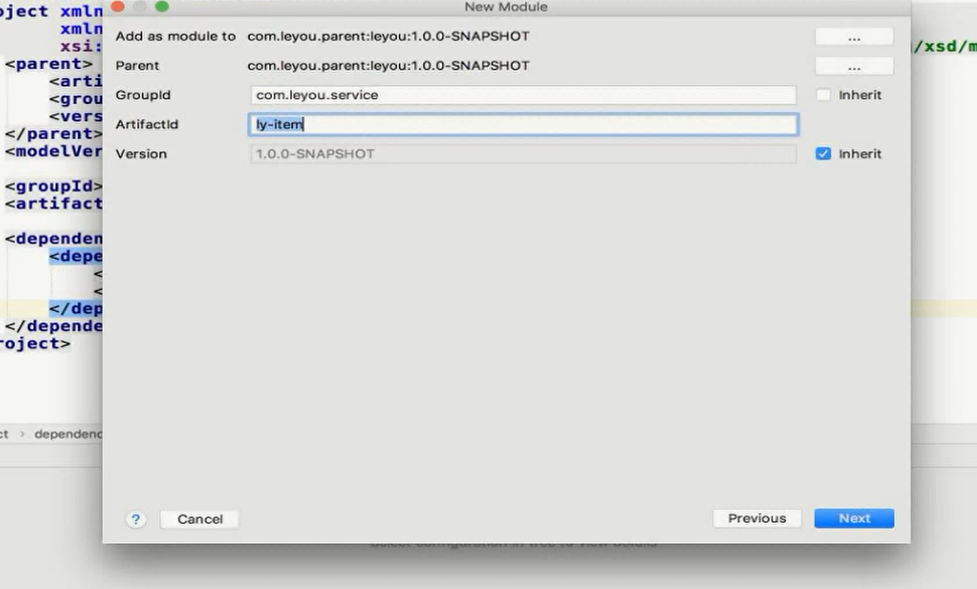 New Module
oject xmln
xmln
xsi:
/xsd/m
<parent>
<arti
<grou
<vers
</parent>
<modelVer
<groupId>
<artifact
<dependen
<depe
<
<
</dep
</depende
roject>
Add as module to com.leyou.parent:leyou:1.0.0-SNAPSHOT ...
Parent com.leyou.parent:leyou:1.0.0-SNAPSHOT ...
GroupId com.leyou.service Inherit
ArtifactId ly-item
Version 1.0.0-SNAPSHOT Inherit
ct › dependenc
? Cancel Previous Next